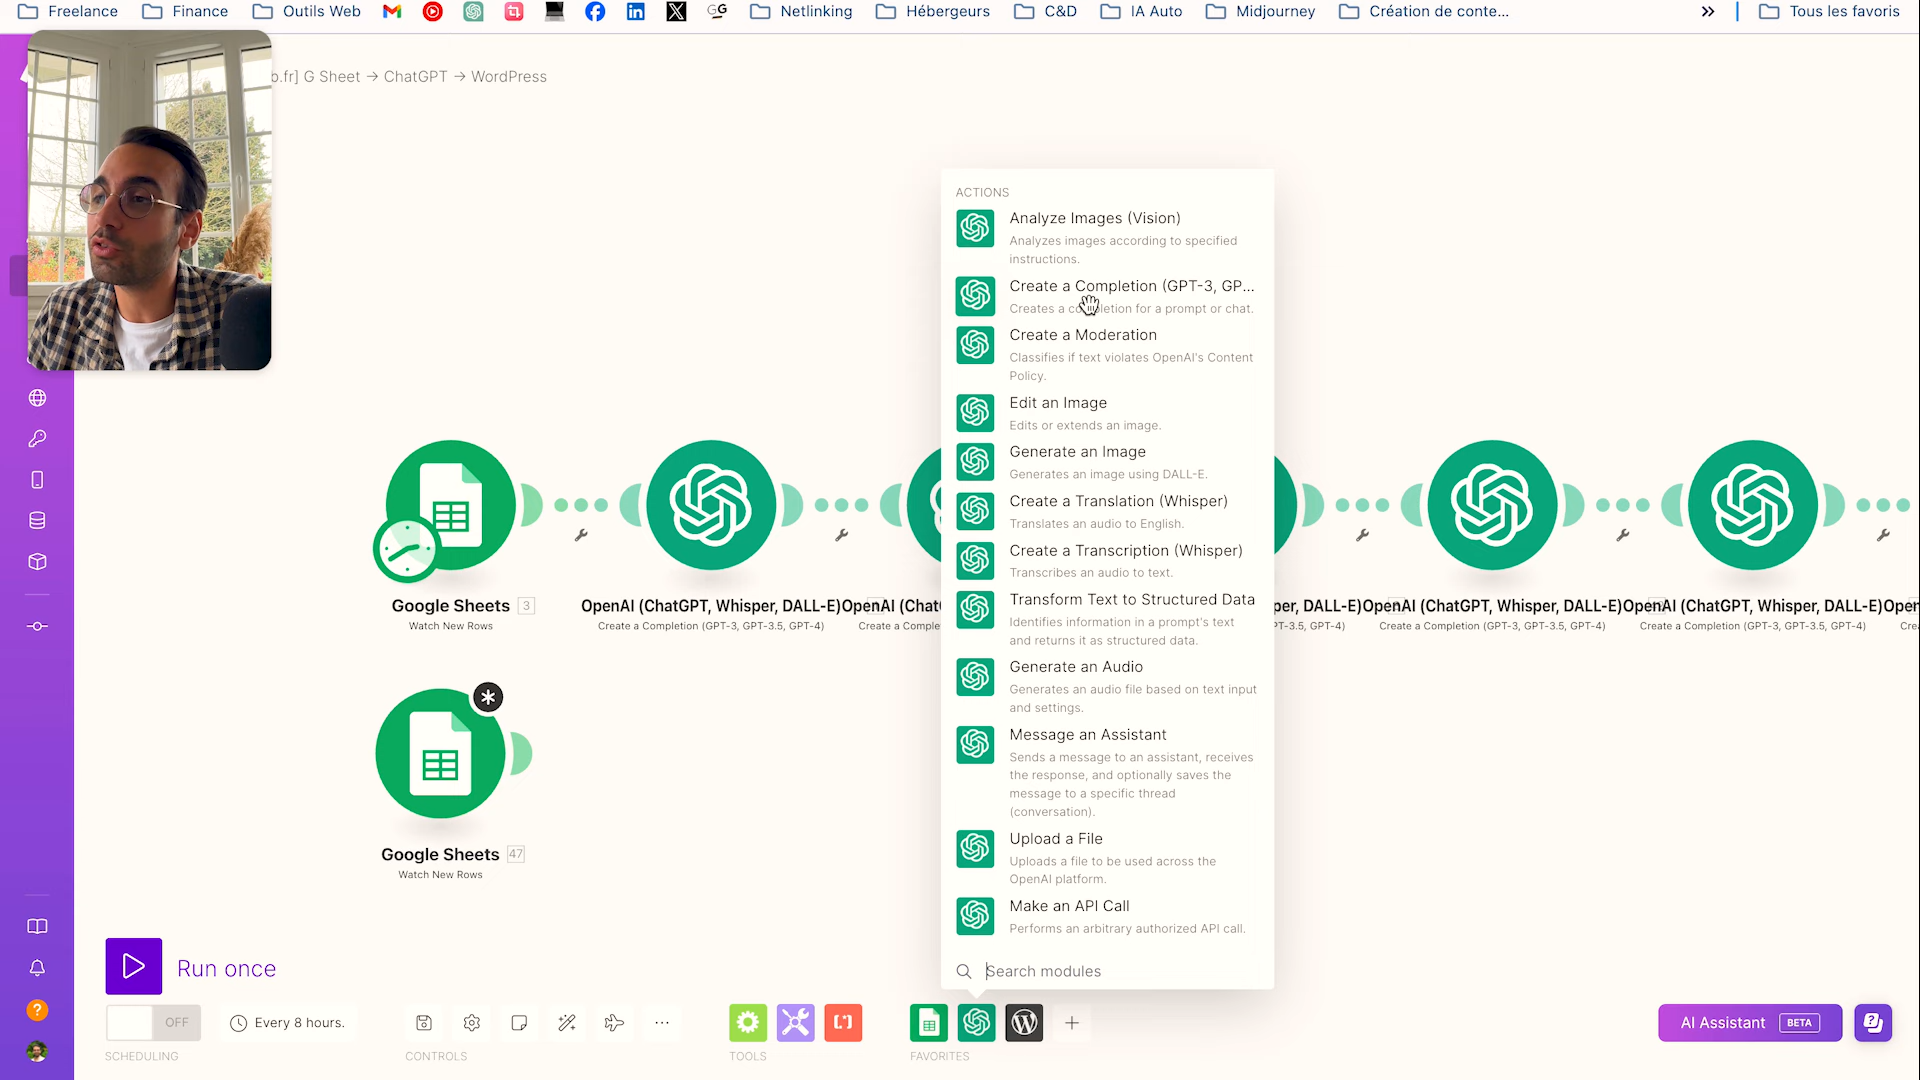 Freelance
Finance
Outils Web
Netlinking
Hébergeurs
C&D
IA Auto
Midjourney
Création de conte...
Tous les favoris
o.fr] G Sheet → ChatGPT → WordPress
ACTIONS
Analyze Images (Vision)
Analyzes images according to specified
instructions.
Create a Completion (GPT-3, GP...
Creates a completion for a prompt or chat.
Create a Moderation
Classifies if text violates OpenAI's Content
Policy.
Edit an Image
Edits or extends an image.
Generate an Image
Generates an image using DALL-E.
Create a Translation (Whisper)
Translates an audio to English.
Create a Transcription (Whisper)
Transcribes an audio to text.
Transform Text to Structured Data
Identifies information in a prompt's text
and returns it as structured data.
Generate an Audio
Generates an audio file based on text input
and settings.
Message an Assistant
Sends a message to an assistant, receives
the response, and optionally saves the
message to a specific thread
(conversation).
Upload a File
Uploads a file to be used across the
OpenAI platform.
Make an API Call
Performs an arbitrary authorized API call.
Search modules
Google Sheets 3
Watch New Rows
OpenAI (ChatGPT, Whisper, DALL-E)
Create a Completion (GPT-3, GPT-3.5, GPT-4)
OpenAI (Chat
Create a Comple
per, DALL-E)
PT-3.5, GPT-4)
OpenAI (ChatGPT, Whisper, DALL-E)
Create a Completion (GPT-3, GPT-3.5, GPT-4)
OpenAI (ChatGPT, Whisper, DALL-E)
Create a Completion (GPT-3, GPT-3.5, GPT-4)
Open
Cre
Google Sheets 47
Watch New Rows
Run once
OFF
Every 8 hours.
SCHEDULING
CONTROLS
TOOLS
FAVORITES
AI Assistant BETA